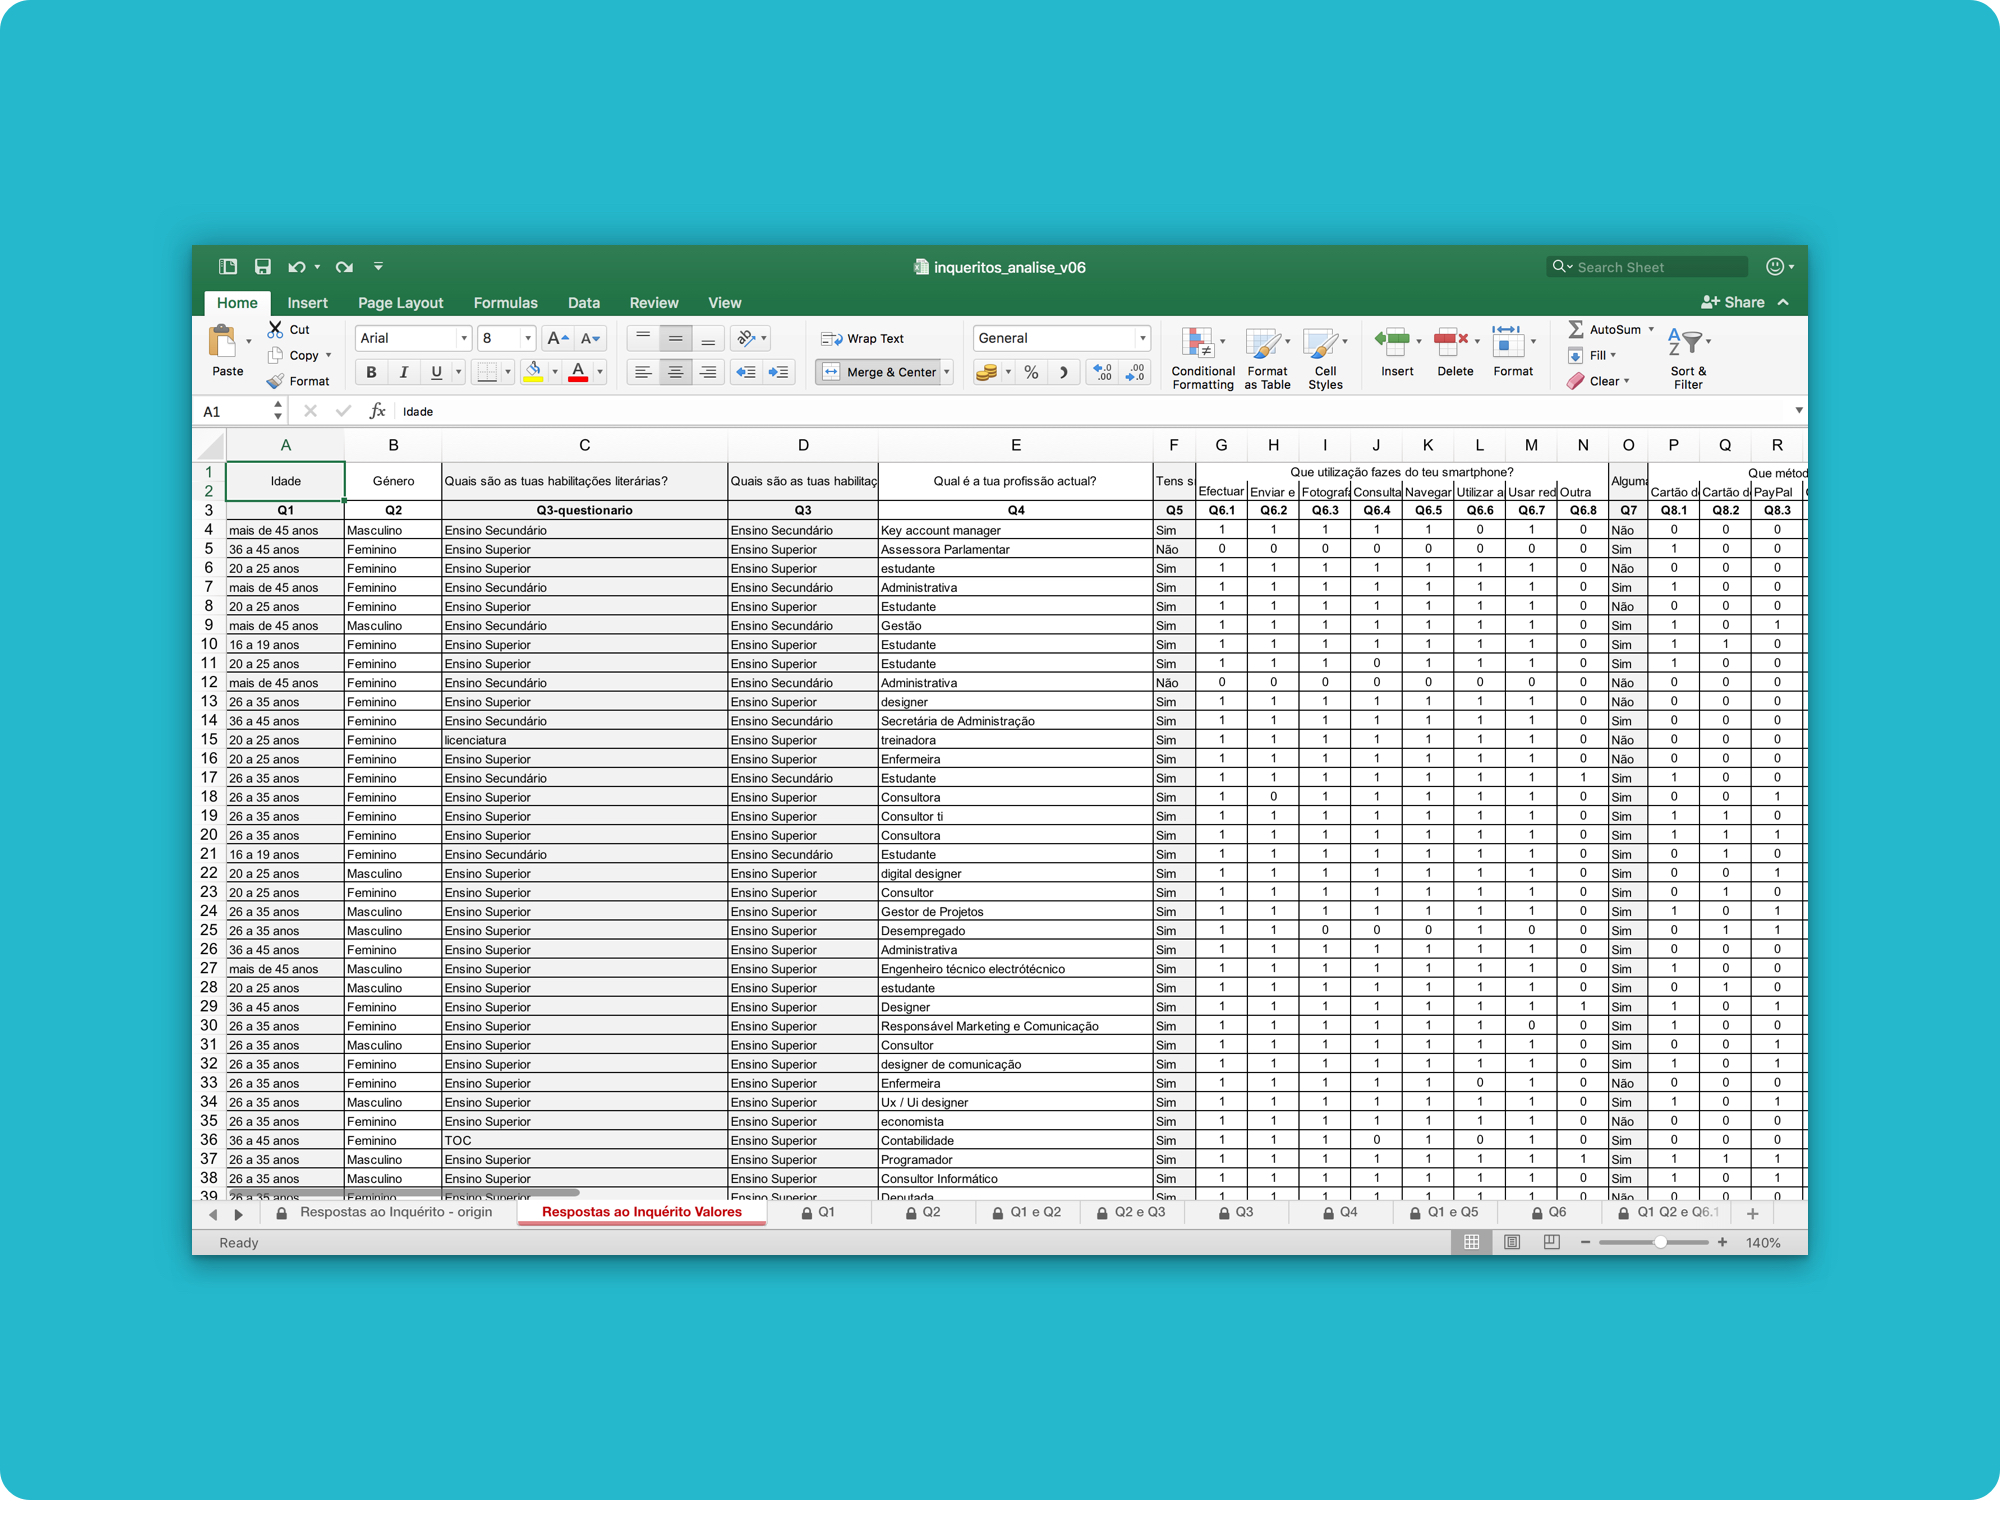 inqueritos_analise_v06
Search Sheet
Home Insert Page Layout Formulas Data Review View
Share
Paste
Cut
Copy
Format
Arial 8
Wrap Text
Merge & Center
General
Conditional Formatting
Format as Table
Cell Styles
Insert
Delete
Format
AutoSum
Fill
Clear
Sort & Filter
A1 fx Idade
A B C D E F G H I J K L M N O P Q R
1 Idade Género Quais são as tuas habilitações literárias? Quais são as tuas habilitaç Qual é a tua profissão actual? Tens s Que utilização fazes do teu smartphone? Alguma Que métod
2 Efectuar Enviar e Fotografa Consulta Navegar Utilizar a Usar red Outra Cartão d Cartão d PayPal
3 Q1 Q2 Q3-questionario Q3 Q4 Q5 Q6.1 Q6.2 Q6.3 Q6.4 Q6.5 Q6.6 Q6.7 Q6.8 Q7 Q8.1 Q8.2 Q8.3
4 mais de 45 anos Masculino Ensino Secundário Ensino Secundário Key account manager Sim 1 1 1 1 1 0 1 0 Não 0 0 0
5 36 a 45 anos Feminino Ensino Superior Ensino Superior Assessora Parlamentar Não 0 0 0 0 0 0 0 0 Sim 1 0 0
6 20 a 25 anos Feminino Ensino Superior Ensino Superior estudante Sim 1 1 1 1 1 1 1 0 Não 0 0 0
7 mais de 45 anos Feminino Ensino Secundário Ensino Secundário Administrativa Sim 1 1 1 1 1 1 1 0 Sim 1 0 0
8 20 a 25 anos Feminino Ensino Superior Ensino Superior Estudante Sim 1 1 1 1 1 1 1 0 Não 0 0 0
9 mais de 45 anos Masculino Ensino Secundário Ensino Secundário Gestão Sim 1 1 1 1 1 1 1 0 Sim 1 0 1
10 16 a 19 anos Feminino Ensino Superior Ensino Superior Estudante Sim 1 1 1 1 1 1 1 0 Sim 1 1 0
11 20 a 25 anos Feminino Ensino Superior Ensino Superior Estudante Sim 1 1 1 0 1 1 1 0 Sim 1 0 0
12 mais de 45 anos Feminino Ensino Secundário Ensino Secundário Administrativa Não 0 0 0 0 0 0 0 0 Não 0 0 0
13 26 a 35 anos Feminino Ensino Superior Ensino Superior designer Sim 1 1 1 1 1 1 1 0 Não 0 0 0
14 36 a 45 anos Feminino Ensino Secundário Ensino Secundário Secretária de Administração Sim 1 1 1 1 1 1 1 0 Sim 0 0 0
15 20 a 25 anos Feminino licenciatura Ensino Superior treinadora Sim 1 1 1 1 1 1 1 0 Não 0 0 0
16 20 a 25 anos Feminino Ensino Superior Ensino Superior Enfermeira Sim 1 1 1 1 1 1 1 0 Não 0 0 0
17 26 a 35 anos Feminino Ensino Secundário Ensino Secundário Estudante Sim 1 1 1 1 1 1 1 1 Sim 1 0 0
18 26 a 35 anos Feminino Ensino Superior Ensino Superior Consultora Sim 1 0 1 1 1 1 1 0 Sim 0 0 1
19 26 a 35 anos Feminino Ensino Superior Ensino Superior Consultor ti Sim 1 1 1 1 1 1 1 0 Sim 1 1 0
20 26 a 35 anos Feminino Ensino Superior Ensino Superior Consultora Sim 1 1 1 1 1 1 1 0 Sim 1 1 1
21 16 a 19 anos Feminino Ensino Secundário Ensino Secundário Estudante Sim 1 1 1 1 1 1 1 0 Sim 0 1 0
22 20 a 25 anos Masculino Ensino Superior Ensino Superior digital designer Sim 1 1 1 1 1 1 1 0 Sim 0 0 1
23 20 a 25 anos Feminino Ensino Superior Ensino Superior Consultor Sim 1 1 1 1 1 1 1 0 Sim 0 1 0
24 26 a 35 anos Masculino Ensino Superior Ensino Superior Gestor de Projetos Sim 1 1 1 1 1 1 1 0 Sim 1 0 1
25 26 a 35 anos Masculino Ensino Superior Ensino Superior Desempregado Sim 1 1 0 0 0 1 0 0 Sim 0 1 1
26 36 a 45 anos Feminino Ensino Superior Ensino Superior Administrativa Sim 1 1 1 1 1 1 1 0 Sim 0 0 0
27 mais de 45 anos Masculino Ensino Superior Ensino Superior Engenheiro técnico electrótécnico Sim 1 1 1 1 1 1 1 0 Sim 1 0 0
28 20 a 25 anos Masculino Ensino Superior Ensino Superior estudante Sim 1 1 1 1 1 1 1 0 Sim 0 1 0
29 36 a 45 anos Feminino Ensino Superior Ensino Superior Designer Sim 1 1 1 1 1 1 1 1 Sim 1 0 1
30 26 a 35 anos Feminino Ensino Superior Ensino Superior Responsável Marketing e Comunicação Sim 1 1 1 1 1 1 0 0 Sim 1 0 0
31 26 a 35 anos Masculino Ensino Superior Ensino Superior Consultor Sim 1 1 1 1 1 1 1 0 Sim 0 0 1
32 26 a 35 anos Feminino Ensino Superior Ensino Superior designer de comunicação Sim 1 1 1 1 1 1 1 0 Sim 1 0 1
33 26 a 35 anos Feminino Ensino Superior Ensino Superior Enfermeira Sim 1 1 1 1 1 0 1 0 Não 0 0 0
34 26 a 35 anos Masculino Ensino Superior Ensino Superior Ux / Ui designer Sim 1 1 1 1 1 1 1 0 Sim 1 0 1
35 26 a 35 anos Feminino Ensino Superior Ensino Superior economista Sim 1 1 1 1 1 1 1 0 Não 0 0 0
36 36 a 45 anos Feminino TOC Ensino Superior Contabilidade Sim 1 1 1 0 1 0 1 0 Sim 0 0 0
37 26 a 35 anos Masculino Ensino Superior Ensino Superior Programador Sim 1 1 1 1 1 1 1 1 Sim 1 1 1
38 26 a 35 anos Masculino Ensino Superior Ensino Superior Consultor Informático Sim 1 1 1 1 1 1 1 0 Sim 1 0 1
39 26 a 35 anos Feminino Ensino Superior Ensino Superior Deputada Sim 1 1 1 1 1 1 1 0 Não 0 0 0
Respostas ao Inquérito - origin Respostas ao Inquérito Valores Q1 Q2 Q1 e Q2 Q2 e Q3 Q3 Q4 Q1 e Q5 Q6 Q1 Q2 e Q6.1
Ready 140%